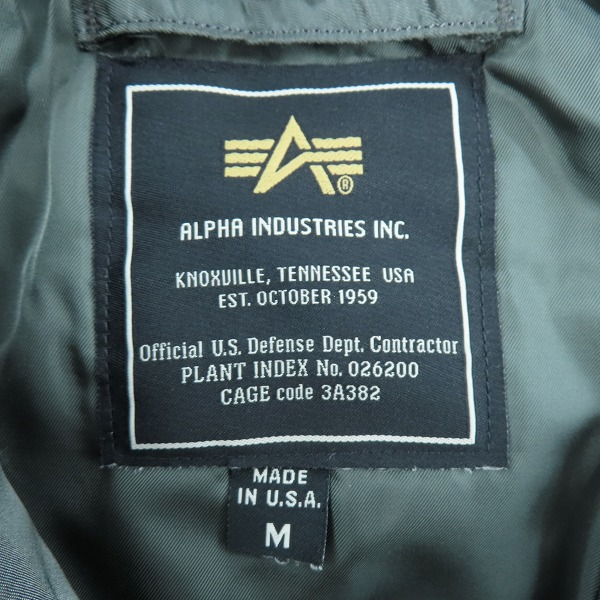 ®
ALPHA INDUSTRIES INC.
KNOXVILLE, TENNESSEE USA
EST. OCTOBER 1959
Official U.S. Defense Dept. Contractor
PLANT INDEX No. 026200
CAGE code 3A382
MADE
IN U.S.A.
M